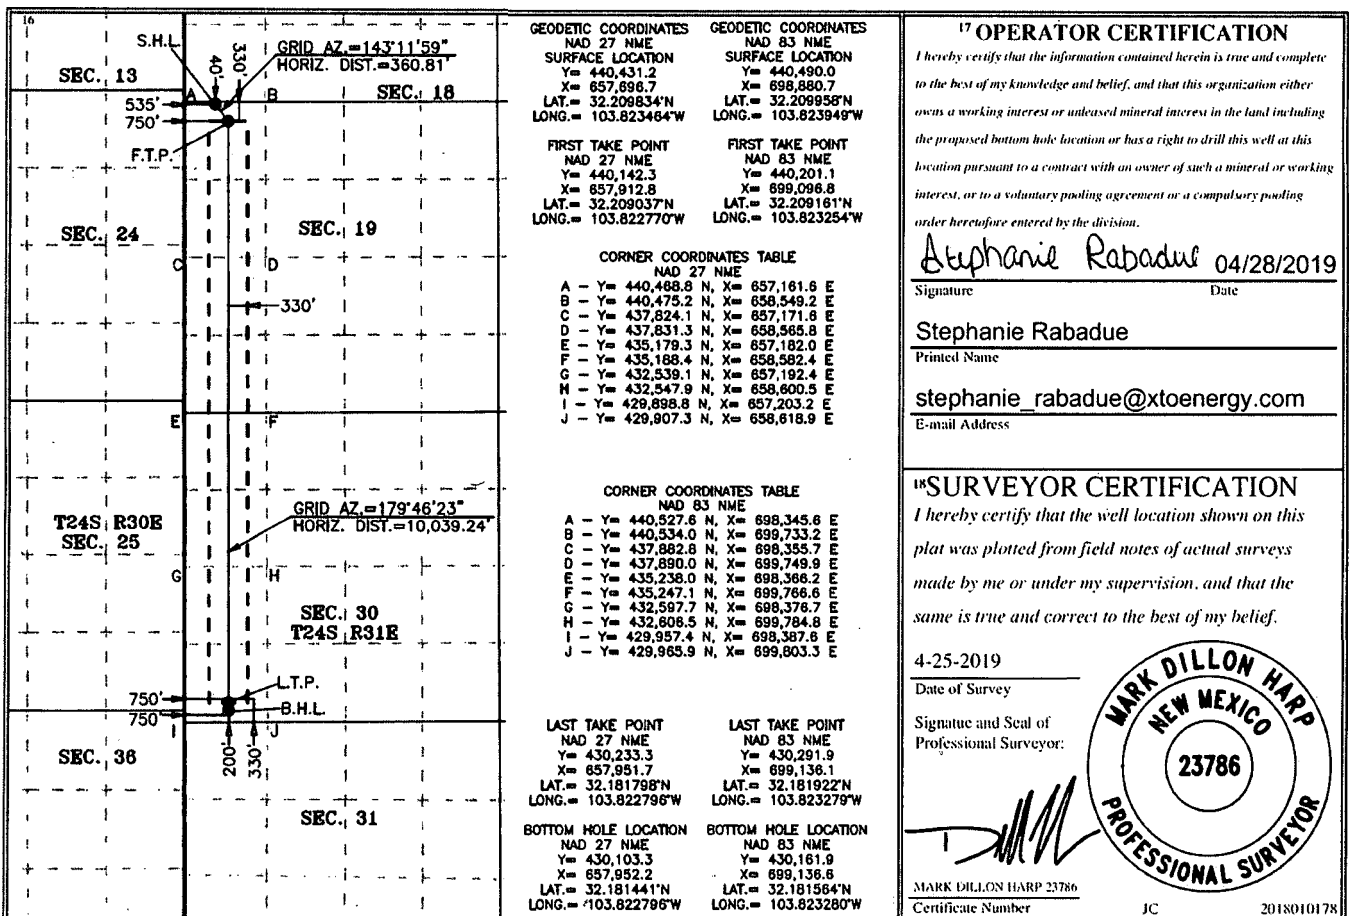 16
S.H.L.
GRID AZ.=143°11'59"
HORIZ. DIST.=360.81'
40'
330'
SEC. 13
A
B
SEC. 18
535'
750'
F.T.P.
SEC. 24
SEC. 19
C
D
330'
E
F
GRID AZ.=179°46'23"
HORIZ. DIST.=10,039.24'
T24S R30E
SEC. 25
G
H
SEC. 30
T24S R31E
750'
L.T.P.
750'
B.H.L.
I
J
200'
330'
SEC. 36
SEC. 31
GEODETIC COORDINATES
NAD 27 NME
SURFACE LOCATION
Y= 440,431.2
X= 657,696.7
LAT.= 32.209834°N
LONG.= 103.823464°W
FIRST TAKE POINT
NAD 27 NME
Y= 440,142.3
X= 657,912.8
LAT.= 32.209037°N
LONG.= 103.822770°W
GEODETIC COORDINATES
NAD 83 NME
SURFACE LOCATION
Y= 440,490.0
X= 698,880.7
LAT.= 32.209958°N
LONG.= 103.823949°W
FIRST TAKE POINT
NAD 83 NME
Y= 440,201.1
X= 699,096.8
LAT.= 32.209161°N
LONG.= 103.823254°W
CORNER COORDINATES TABLE
NAD 27 NME
A – Y= 440,468.8 N, X= 657,161.6 E
B – Y= 440,475.2 N, X= 658,549.2 E
C – Y= 437,824.1 N, X= 657,171.6 E
D – Y= 437,831.3 N, X= 658,565.8 E
E – Y= 435,179.3 N, X= 657,182.0 E
F – Y= 435,188.4 N, X= 658,582.4 E
G – Y= 432,539.1 N, X= 657,192.4 E
H – Y= 432,547.9 N, X= 658,600.5 E
I – Y= 429,898.8 N, X= 657,203.2 E
J – Y= 429,907.3 N, X= 658,618.9 E
CORNER COORDINATES TABLE
NAD 83 NME
A – Y= 440,527.6 N, X= 698,345.6 E
B – Y= 440,534.0 N, X= 699,733.2 E
C – Y= 437,882.8 N, X= 698,355.7 E
D – Y= 437,890.0 N, X= 699,749.9 E
E – Y= 435,238.0 N, X= 698,366.2 E
F – Y= 435,247.1 N, X= 699,766.6 E
G – Y= 432,597.7 N, X= 698,376.7 E
H – Y= 432,606.5 N, X= 699,784.8 E
I – Y= 429,957.4 N, X= 698,387.6 E
J – Y= 429,965.9 N, X= 699,803.3 E
LAST TAKE POINT
NAD 27 NME
Y= 430,233.3
X= 657,951.7
LAT.= 32.181798°N
LONG.= 103.822796°W
BOTTOM HOLE LOCATION
NAD 27 NME
Y= 430,103.3
X= 657,952.2
LAT.= 32.181441°N
LONG.= 103.822796°W
LAST TAKE POINT
NAD 83 NME
Y= 430,291.9
X= 699,136.1
LAT.= 32.181922°N
LONG.= 103.823279°W
BOTTOM HOLE LOCATION
NAD 83 NME
Y= 430,161.9
X= 699,136.6
LAT.= 32.181564°N
LONG.= 103.823280°W
17 OPERATOR CERTIFICATION
I hereby certify that the information contained herein is true and complete
to the best of my knowledge and belief, and that this organization either
owns a working interest or unleased mineral interest in the land including
the proposed bottom hole location or has a right to drill this well at this
location pursuant to a contract with an owner of such a mineral or working
interest, or to a voluntary pooling agreement or a compulsory pooling
order heretofore entered by the division.
Stephanie Rabadue 04/28/2019
Signature Date
Stephanie Rabadue
Printed Name
stephanie_rabadue@xtoenergy.com
E-mail Address
18 SURVEYOR CERTIFICATION
I hereby certify that the well location shown on this
plat was plotted from field notes of actual surveys
made by me or under my supervision, and that the
same is true and correct to the best of my belief.
4-25-2019
Date of Survey
Signatue and Seal of
Professional Surveyor:
MARK DILLON HARP
NEW MEXICO
23786
PROFESSIONAL SURVEYOR
MARK DILLON HARP 23786
Certificate Number
JC
2018010178